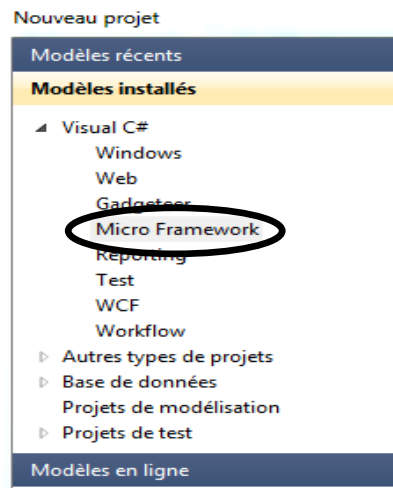 Nouveau projet
Modèles récents
Modèles installés
Visual C#
Windows
Web
Gadgeteer
Micro Framework
Reporting
Test
WCF
Workflow
Autres types de projets
Base de données
Projets de modélisation
Projets de test
Modèles en ligne